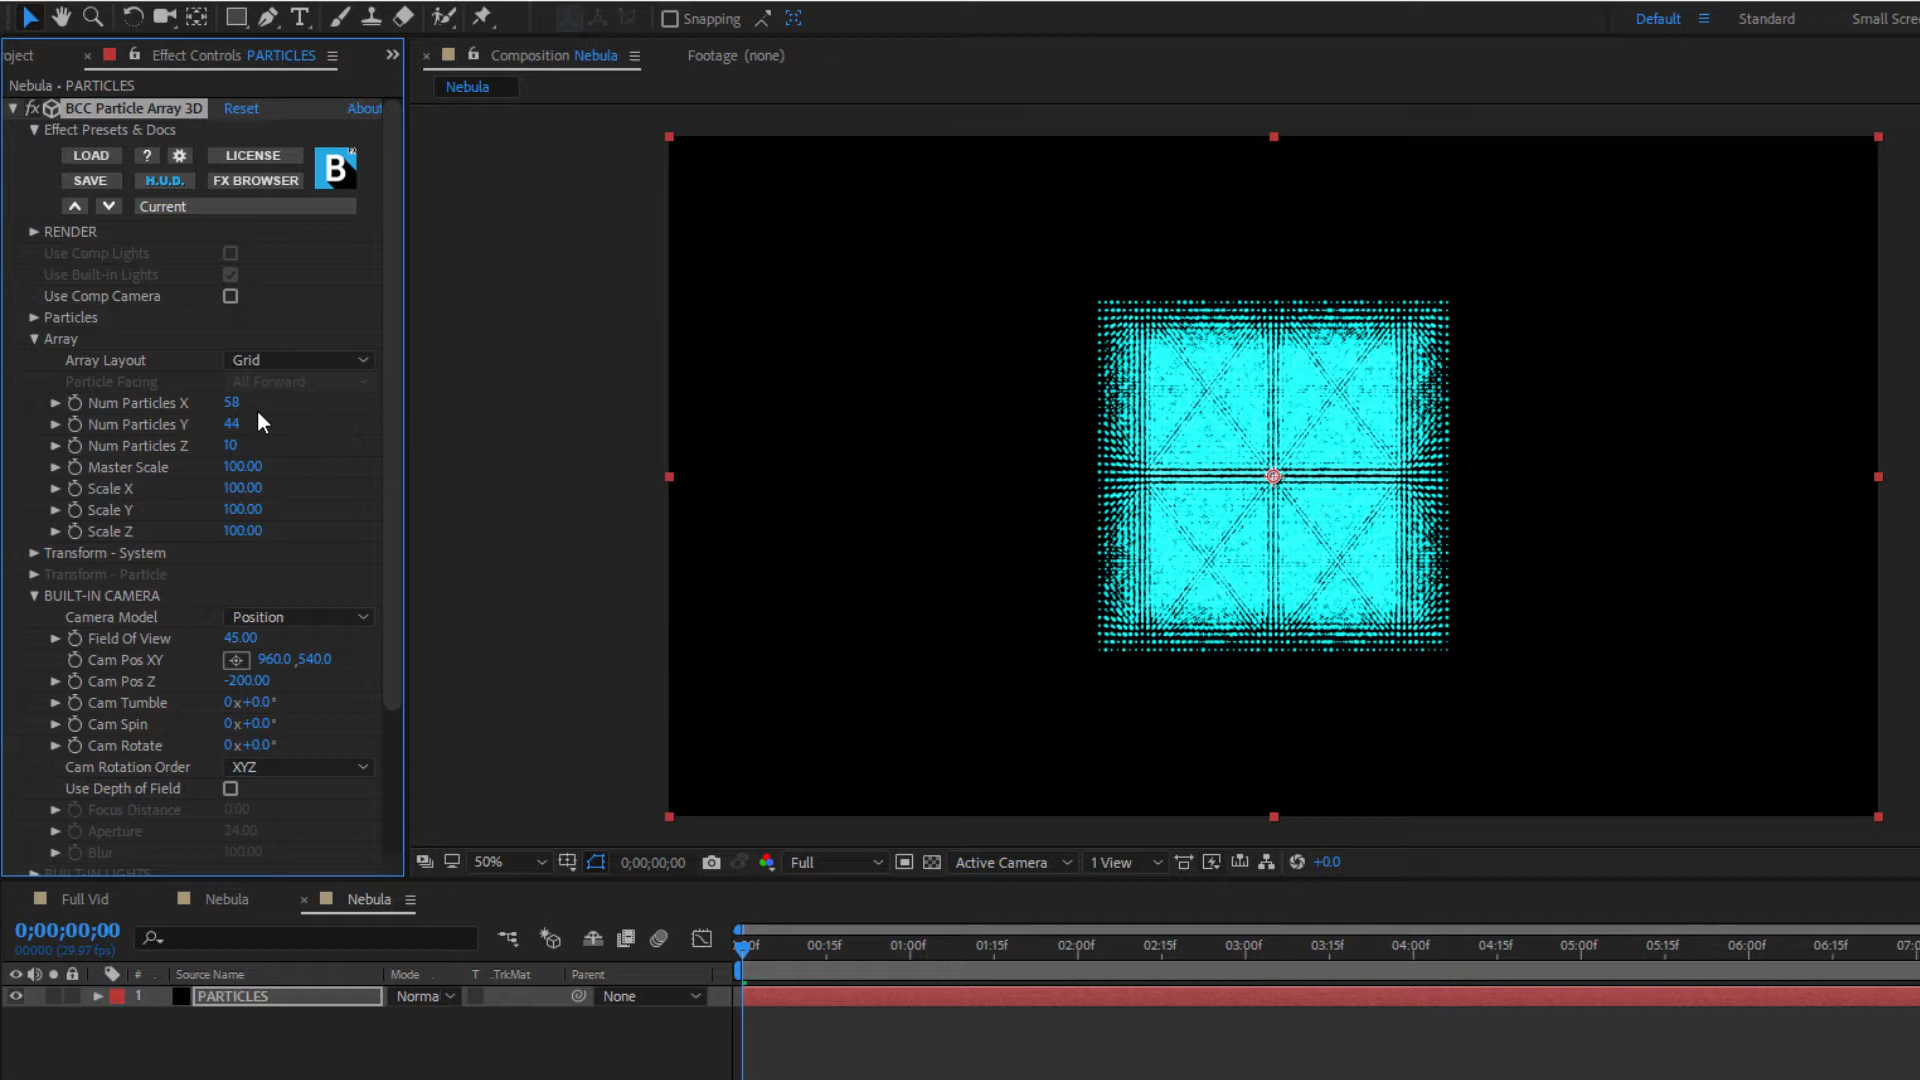 Snapping
Default
Standard
Small Scre
oject
Effect Controls PARTICLES
Composition Nebula
Footage (none)
Nebula • PARTICLES
Nebula
fx BCC Particle Array 3D
Reset
About
Effect Presets & Docs
LOAD
?
LICENSE
B
FX
SAVE
H.U.D.
FX BROWSER
Current
RENDER
Use Comp Lights
Use Built-in Lights
Use Comp Camera
Particles
Array
Array Layout Grid
Particle Facing All Forward
Num Particles X 58
Num Particles Y 44
Num Particles Z 10
Master Scale 100.00
Scale X 100.00
Scale Y 100.00
Scale Z 100.00
Transform - System
Transform - Particle
BUILT-IN CAMERA
Camera Model Position
Field Of View 45.00
Cam Pos XY 960.0 ,540.0
Cam Pos Z -200.00
Cam Tumble 0x+0.0°
Cam Spin 0x+0.0°
Cam Rotate 0x+0.0°
Cam Rotation Order XYZ
Use Depth of Field
Focus Distance 0.00
Aperture 24.00
Blur 100.00
BUILT-IN LIGHTS
50%
0;00;00;00
Full
Active Camera
1 View
+0.0
Full Vid
Nebula
Nebula
0;00;00;00
00000 (29.97 fps)
00f 00:15f 01:00f 01:15f 02:00f 02:15f 03:00f 03:15f 04:00f 04:15f 05:00f 05:15f 06:00f 06:15f 07:0
# . Source Name Mode T .TrkMat Parent
1 PARTICLES Norma None